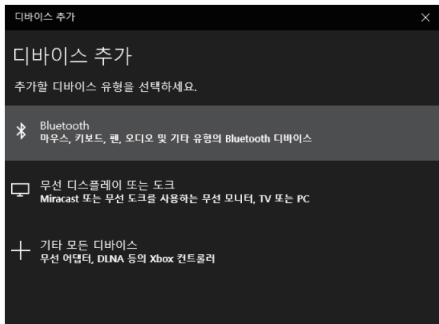 디바이스 추가
디바이스 추가
추가할 디바이스 유형을 선택하세요.
Bluetooth
마우스, 키보드, 펜, 오디오 및 기타 유형의 Bluetooth 디바이스
무선 디스플레이 또는 도크
Miracast 또는 무선 도크를 사용하는 무선 모니터, TV 또는 PC
기타 모든 디바이스
무선 어댑터, DLNA 등의 Xbox 컨트롤러